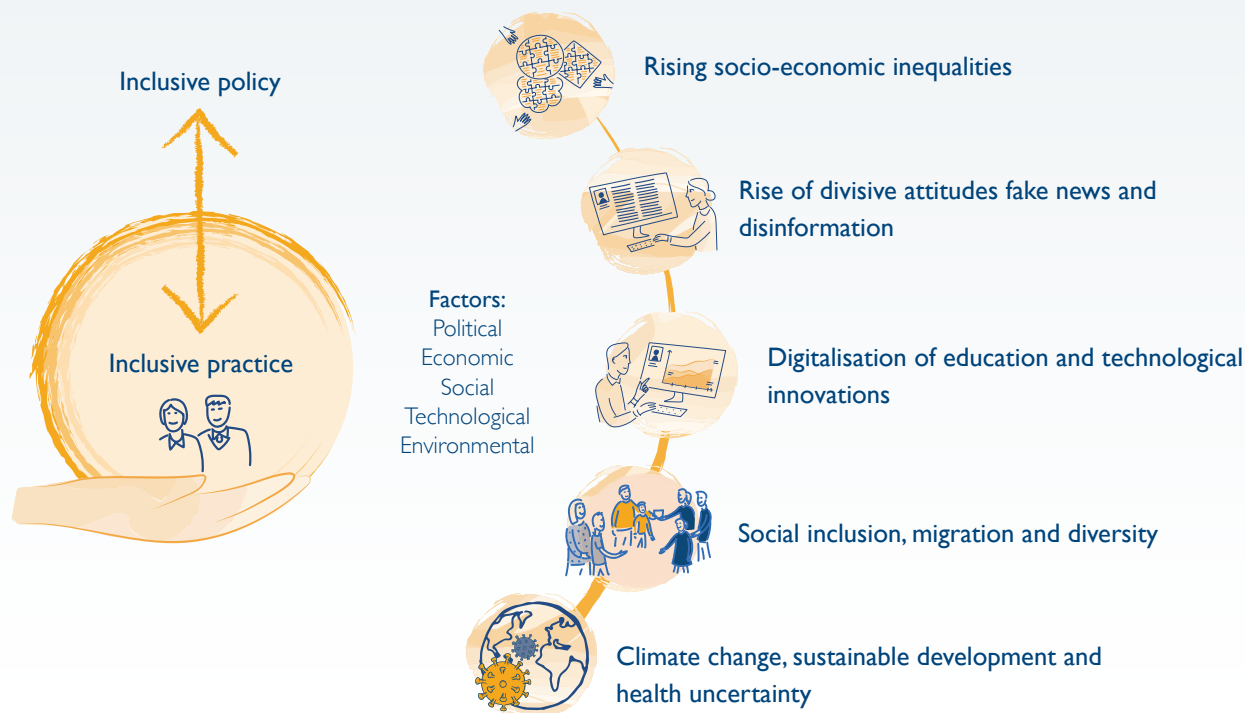 Inclusive policy
Inclusive practice
Factors:
Political
Economic
Social
Technological
Environmental
Rising socio-economic inequalities
Rise of divisive attitudes fake news and
disinformation
Digitalisation of education and technological
innovations
Social inclusion, migration and diversity
Climate change, sustainable development and
health uncertainty